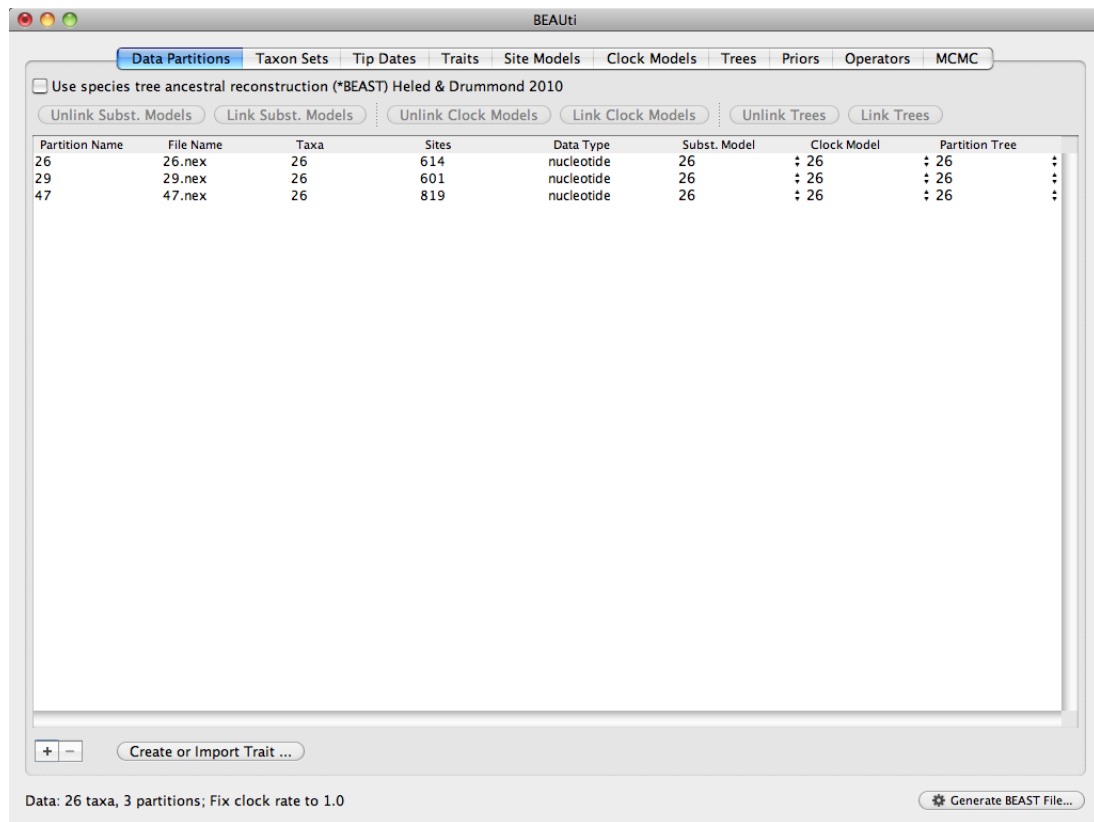 BEAUti
Data Partitions Taxon Sets Tip Dates Traits Site Models Clock Models Trees Priors Operators MCMC
Use species tree ancestral reconstruction (*BEAST) Heled & Drummond 2010
Unlink Subst. Models Link Subst. Models Unlink Clock Models Link Clock Models Unlink Trees Link Trees
Partition Name File Name Taxa Sites Data Type Subst. Model Clock Model Partition Tree
26 26.nex 26 614 nucleotide 26 26 26
29 29.nex 26 601 nucleotide 26 26 26
47 47.nex 26 819 nucleotide 26 26 26
+ − Create or Import Trait ...
Data: 26 taxa, 3 partitions; Fix clock rate to 1.0 Generate BEAST File...